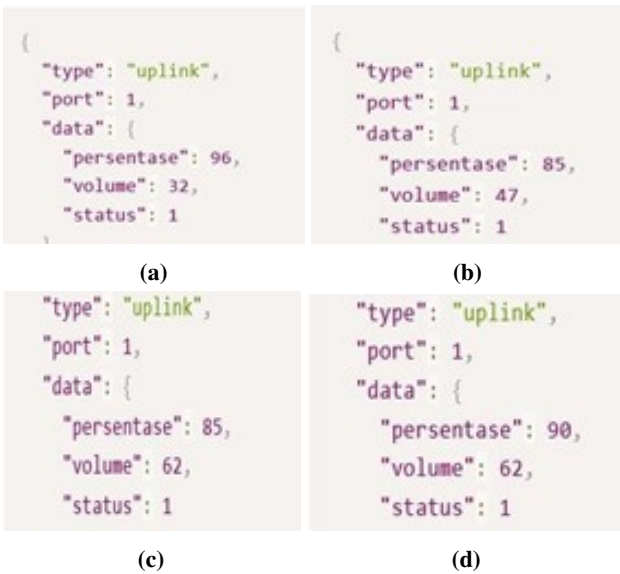 {
"type": "uplink",
"port": 1,
"data": {
"persentase": 96,
"volume": 32,
"status": 1
}
(a)
{
"type": "uplink",
"port": 1,
"data": {
"persentase": 85,
"volume": 47,
"status": 1
(b)
"type": "uplink",
"port": 1,
"data": {
"persentase": 85,
"volume": 62,
"status": 1
(c)
"type": "uplink",
"port": 1,
"data": {
"persentase": 90,
"volume": 62,
"status": 1
(d)